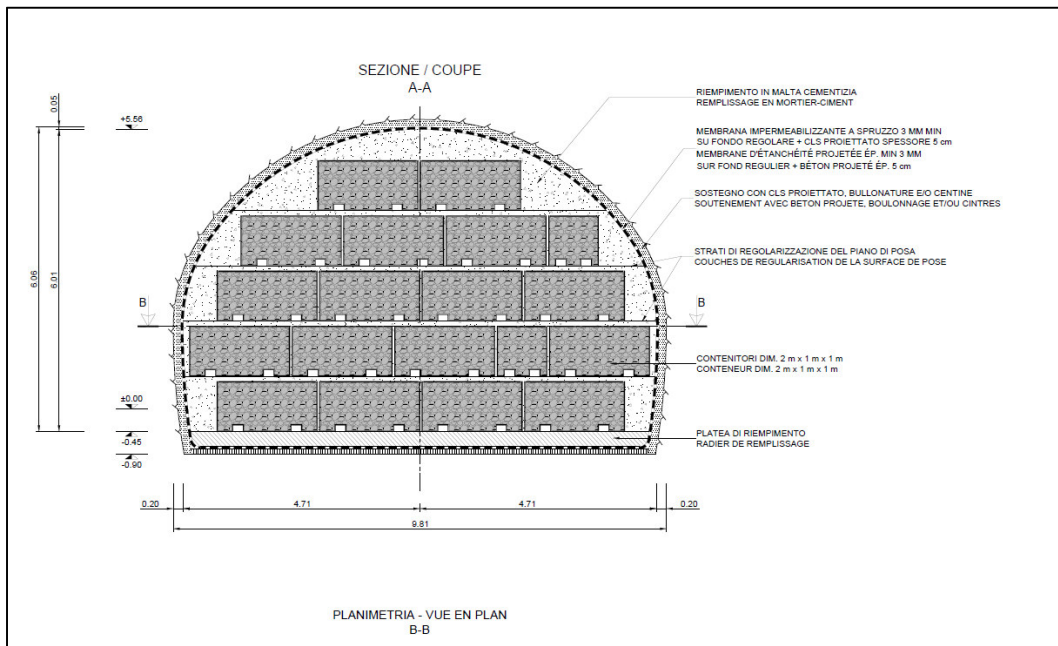 SEZIONE / COUPE
A-A
RIEMPIMENTO IN MALTA CEMENTIZIA
REMPLISSAGE EN MORTIER-CIMENT
MEMBRANA IMPERMEABILIZZANTE A SPRUZZO 3 MM MIN
SU FONDO REGOLARE + CLS PROIETTATO SPESSORE 5 cm
MEMBRANE D'ÉTANCHÉITÉ PROJETÉE ÉP. MIN 3 MM
SUR FOND REGULIER + BÉTON PROJETÉ ÉP. 5 cm
SOSTEGNO CON CLS PROIETTATO, BULLONATURE E/O CENTINE
SOUTENEMENT AVEC BETON PROJETE, BOULONNAGE ET/OU CINTRES
STRATI DI REGOLARIZZAZIONE DEL PIANO DI POSA
COUCHES DE REGULARISATION DE LA SURFACE DE POSE
CONTENITORI DIM. 2 m x 1 m x 1 m
CONTENEUR DIM. 2 m x 1 m x 1 m
PLATEA DI RIEMPIMENTO
RADIER DE REMPLISSAGE
0.05
+5.56
6.06
6.01
B
B
±0.00
-0.45
-0.90
0.20
4.71
4.71
0.20
9.81
PLANIMETRIA - VUE EN PLAN
B-B